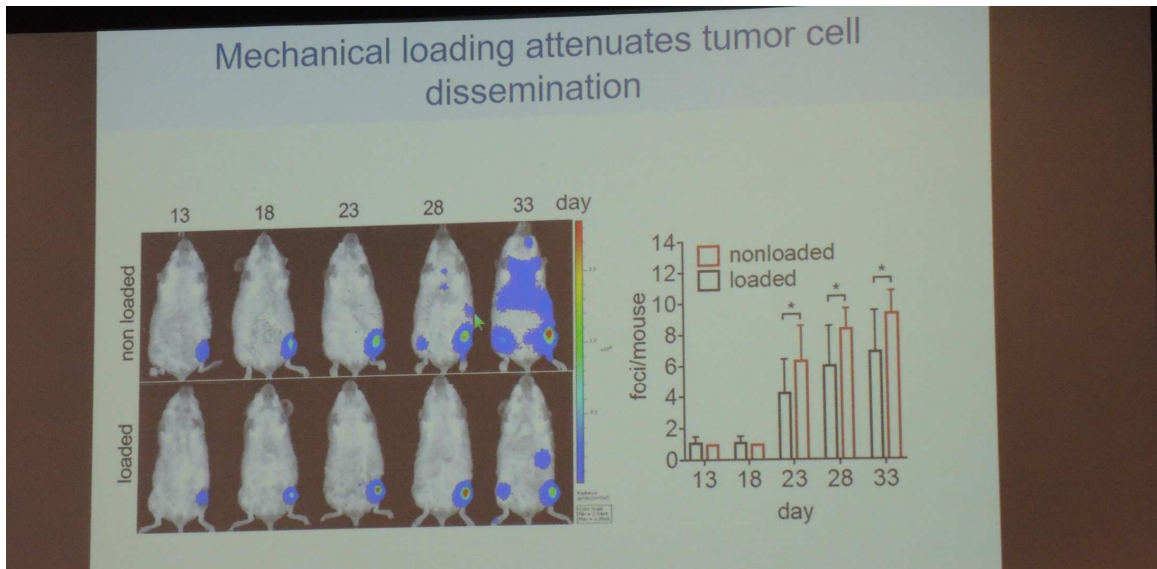 Mechanical loading attenuates tumor cell
dissemination
13 18 23 28 33 day
non loaded
loaded
14
12
10
8
6
4
2
0
foci/mouse
nonloaded
loaded
*
*
*
13 18 23 28 33
day